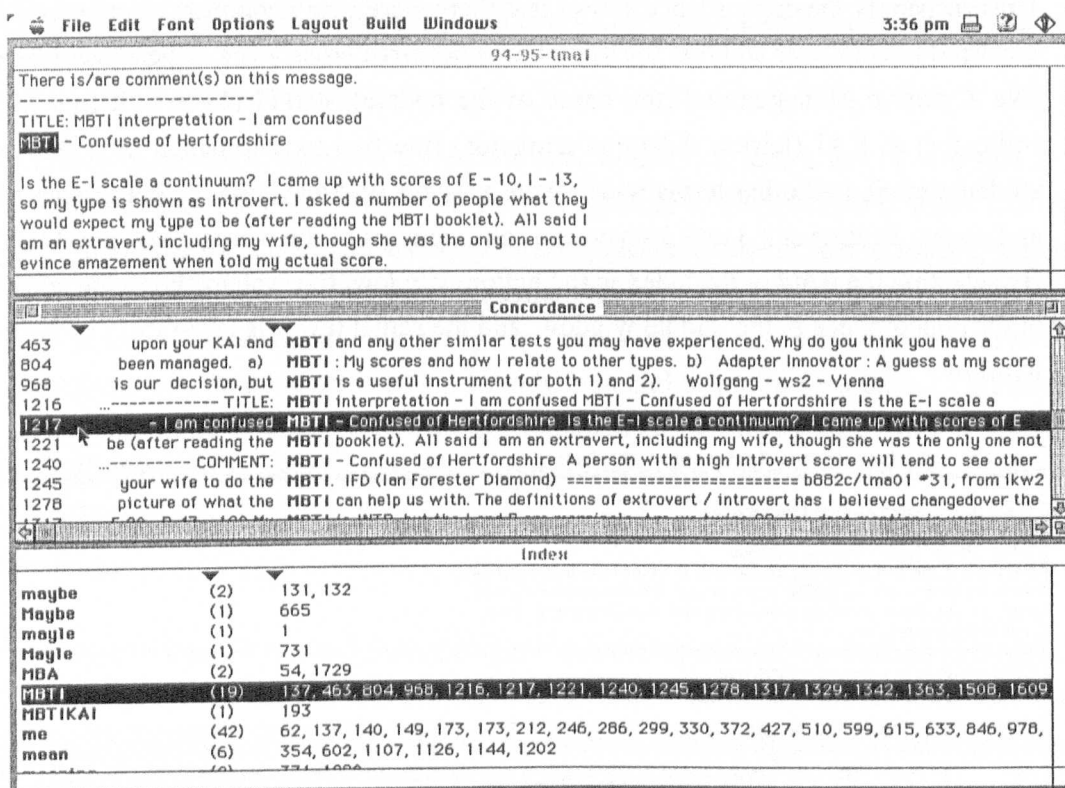 File Edit Font Options Layout Build Windows 3:36 pm
94-95-tma1
There is/are comment(s) on this message.
---------------------------
TITLE: MBTI interpretation - I am confused
MBTI - Confused of Hertfordshire
Is the E-I scale a continuum? I came up with scores of E - 10, I - 13,
so my type is shown as Introvert. I asked a number of people what they
would expect my type to be (after reading the MBTI booklet). All said I
am an extravert, including my wife, though she was the only one not to
evince amazement when told my actual score.
Concordance
463 upon your KAI and MBTI and any other similar tests you may have experienced. Why do you think you have a
804 been managed. a) MBTI : My scores and how I relate to other types. b) Adapter Innovator : A guess at my score
968 is our decision, but MBTI is a useful instrument for both 1) and 2). Wolfgang - ws2 - Vienna
1216 ...------------- TITLE: MBTI interpretation - I am confused MBTI - Confused of Hertfordshire Is the E-I scale a
1217 - I am confused MBTI - Confused of Hertfordshire Is the E-I scale a continuum? I came up with scores of E
1221 be (after reading the MBTI booklet). All said I am an extravert, including my wife, though she was the only one not
1240 ...--------- COMMENT: MBTI - Confused of Hertfordshire A person with a high Introvert score will tend to see other
1245 your wife to do the MBTI. IFD (Ian Forester Diamond) =========================== b882c/tma01 #31, from ikw2
1278 picture of what the MBTI can help us with. The definitions of extrovert / introvert has I believed changedover the
MBTI is
Index
maybe (2) 131, 132
Maybe (1) 665
mayle (1) 1
Mayle (1) 731
MBA (2) 54, 1729
MBTI (19) 137, 463, 804, 968, 1216, 1217, 1221, 1240, 1245, 1278, 1317, 1329, 1342, 1363, 1508, 1609
MBTIKAI (1) 193
me (42) 62, 137, 140, 149, 173, 173, 212, 246, 286, 299, 330, 372, 427, 510, 599, 615, 633, 846, 978,
mean (6) 354, 602, 1107, 1126, 1144, 1202